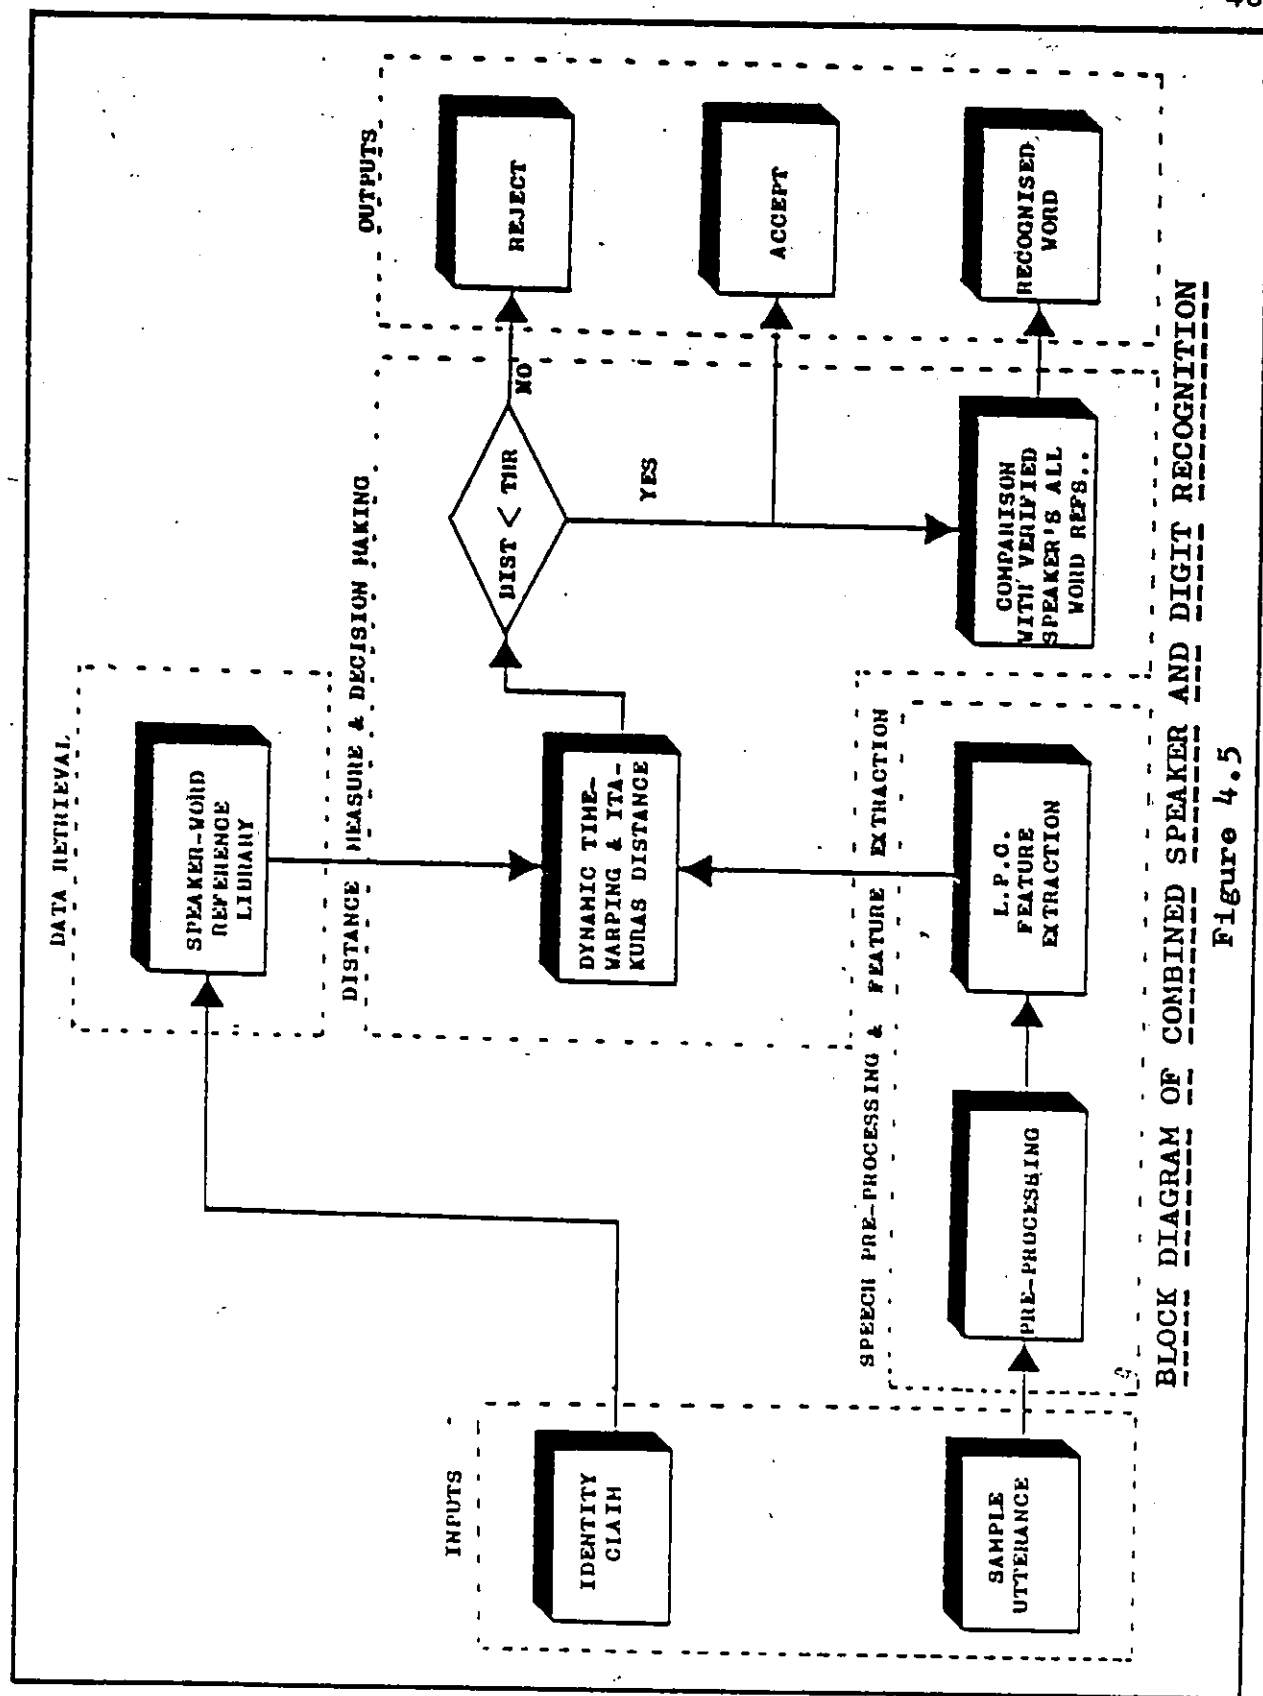 INPUTS
IDENTITY
CLAIM
SAMPLE
UTTERANCE
DATA RETRIEVAL
SPEAKER-WORD
REFERENCE
LIBRARY
SPEECH PRE-PROCESSING & FEATURE EXTRACTION
PRE-PROCESSING
L.P.C.
FEATURE
EXTRACTION
DISTANCE MEASURE & DECISION MAKING
DYNAMIC TIME-
WARPING & ITA-
KURAS DISTANCE
DIST < THR
NO
YES
COMPARISON
WITH VERIFIED
SPEAKER'S ALL
WORD REFS..
OUTPUTS
REJECT
ACCEPT
RECOGNISED
WORD
BLOCK DIAGRAM OF COMBINED SPEAKER AND DIGIT RECOGNITION
Figure 4.5